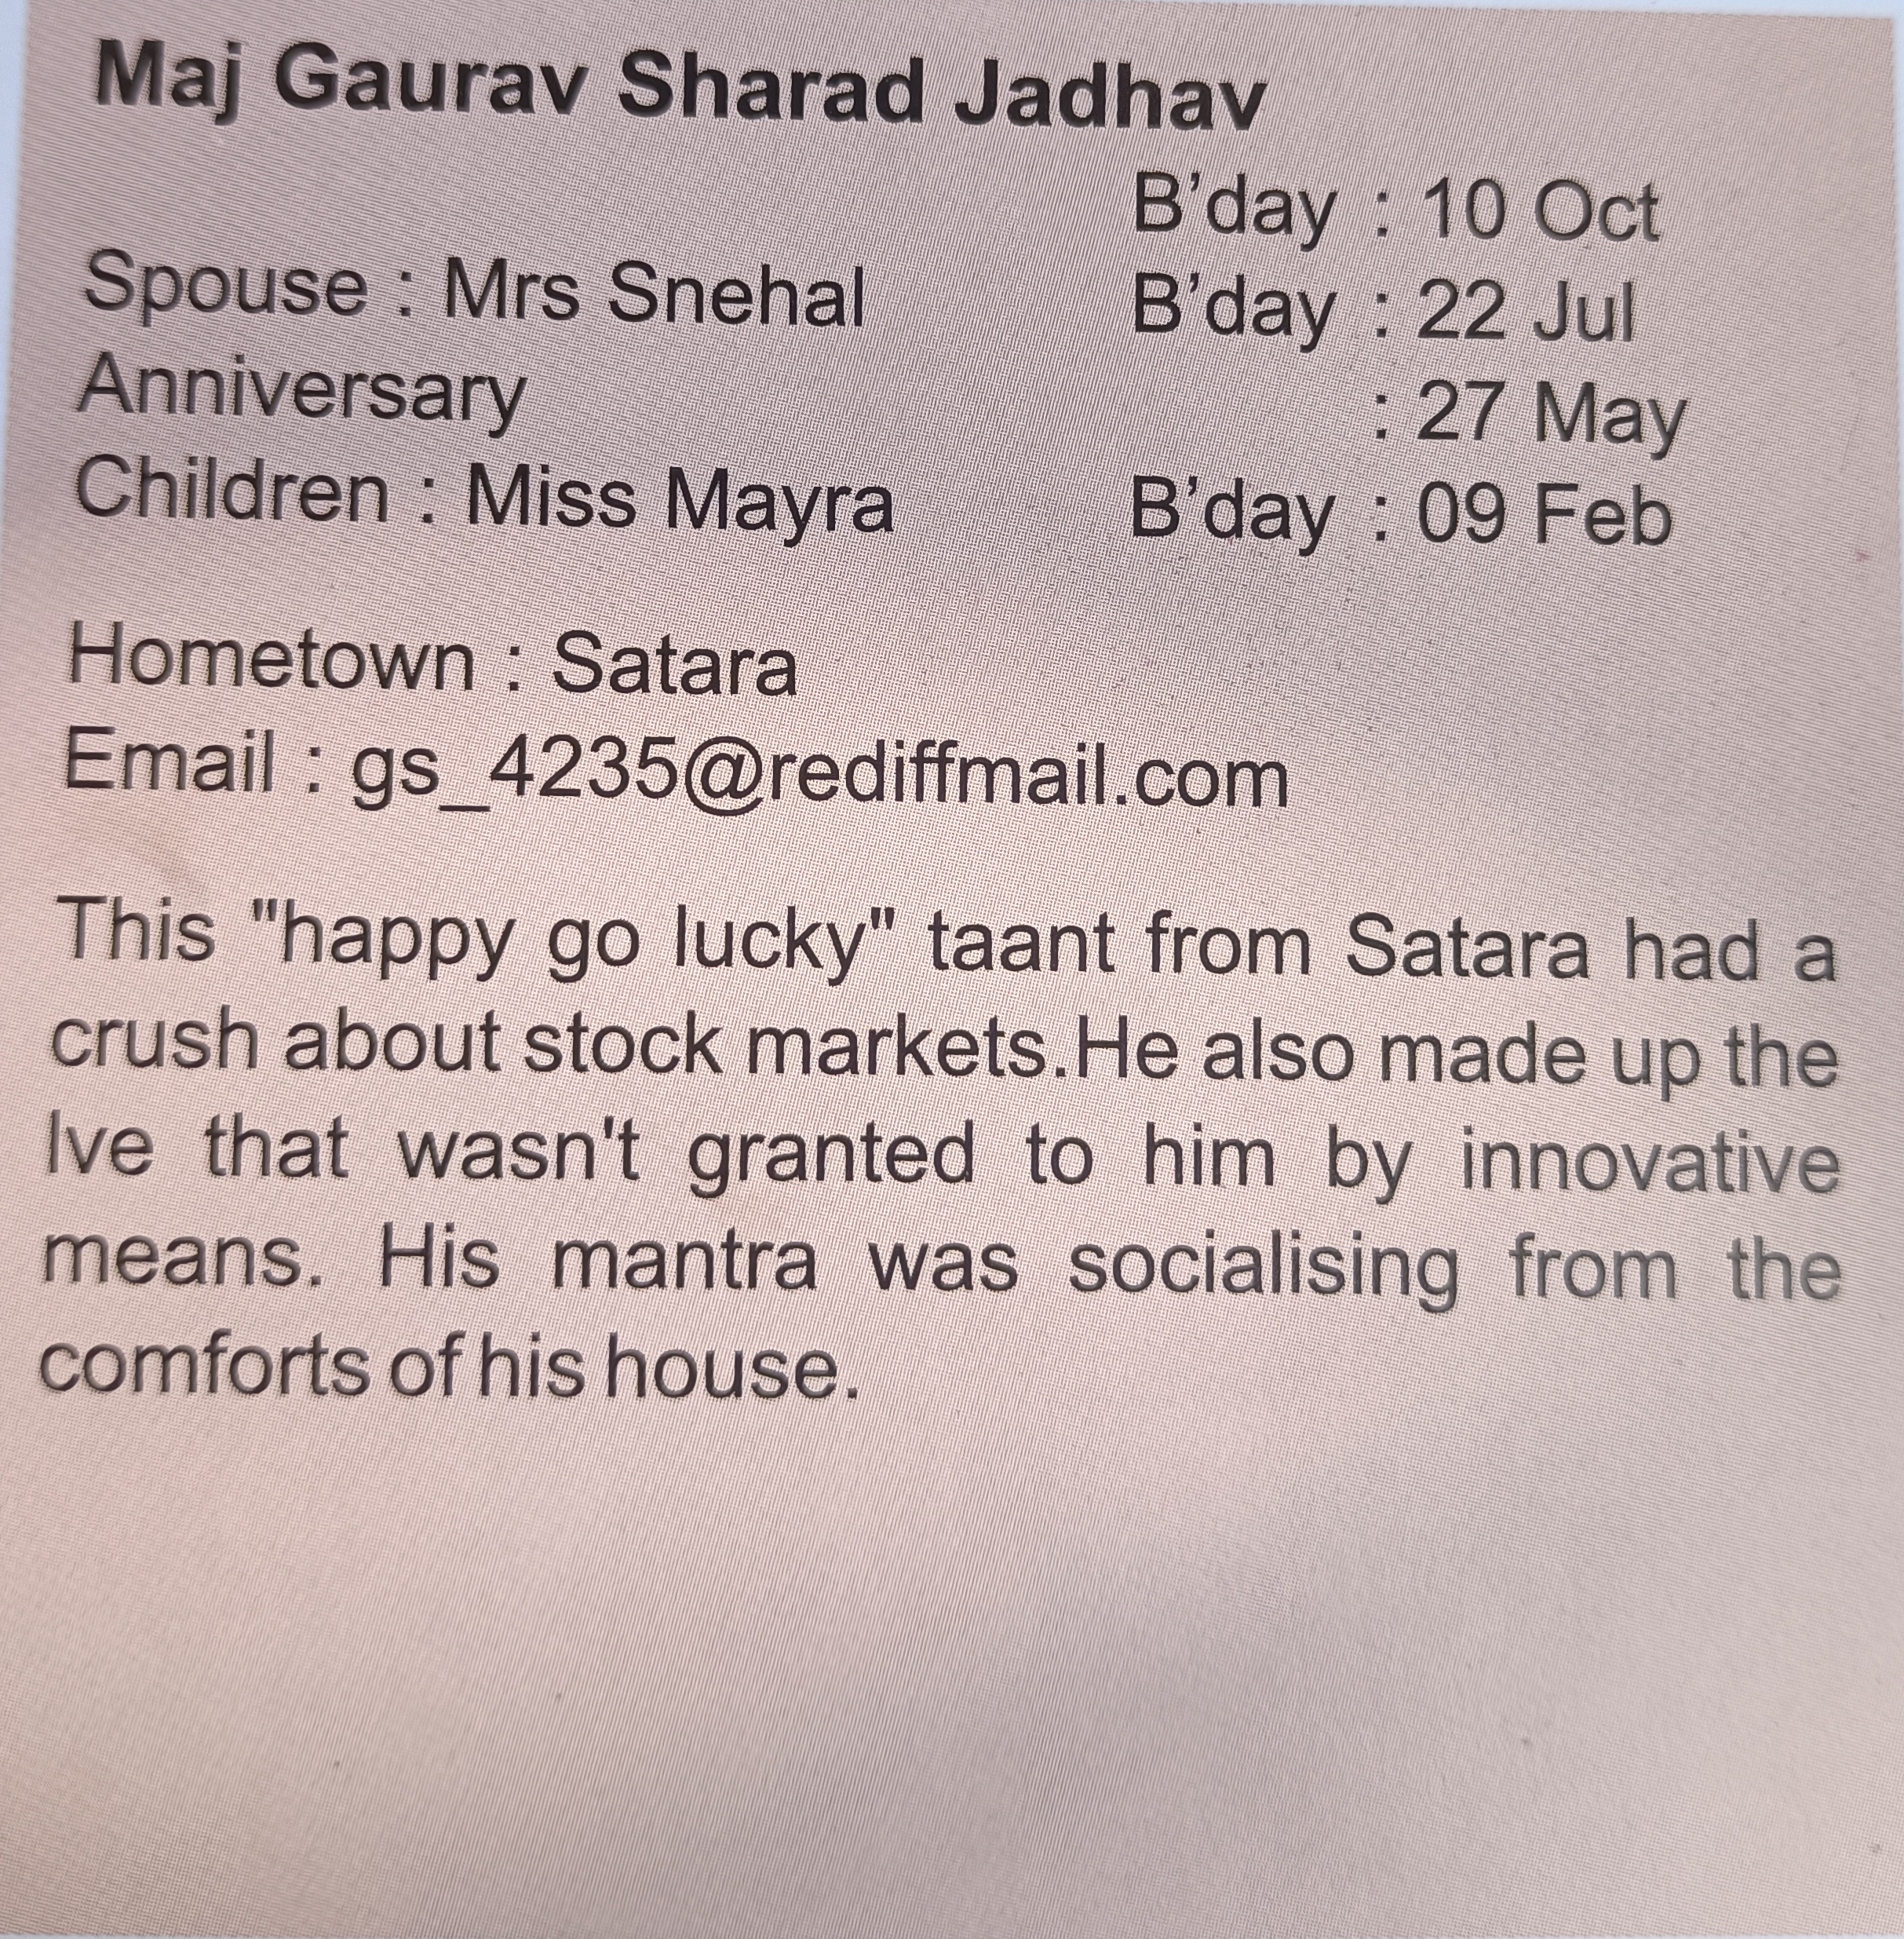 Maj Gaurav Sharad Jadhav
B'day : 10 Oct
Spouse : Mrs Snehal B'day : 22 Jul
Anniversary : 27 May
Children : Miss Mayra B'day : 09 Feb
Hometown : Satara
Email : gs_4235@rediffmail.com
This "happy go lucky" taant from Satara had a
crush about stock markets.He also made up the
lve that wasn't granted to him by innovative
means. His mantra was socialising from the
comforts of his house.